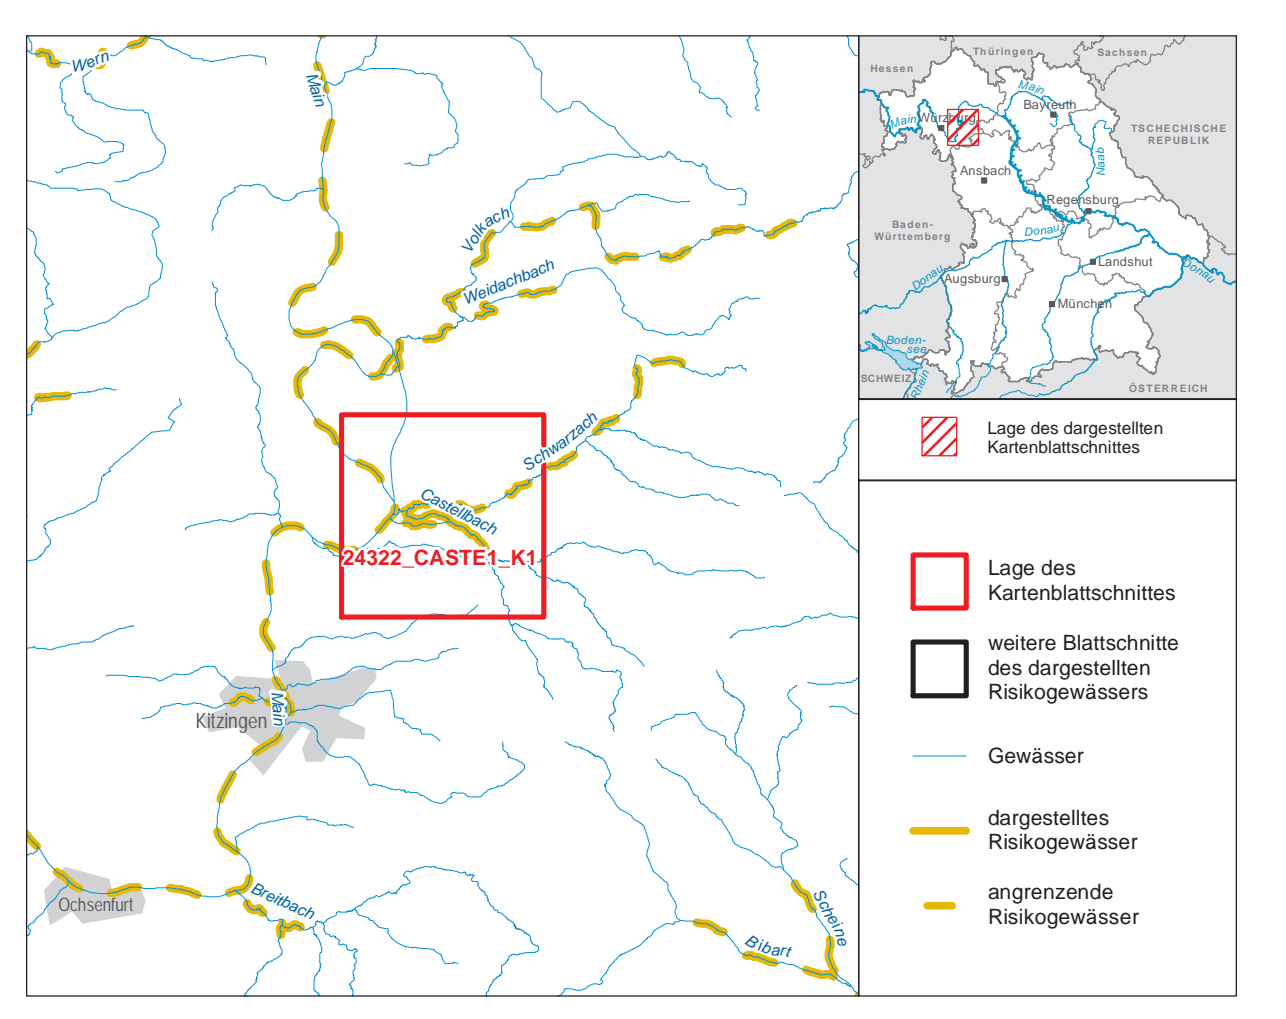 Wern
Main
Volkach
Weidachbach
Schwarzach
Castellbach
24322_CASTE1_K1
Kitzingen
Main
Ochsenfurt
Breitbach
Bibart
Scheine
Thüringen
Sachsen
Hessen
Main
Bayreuth
Main
Würzburg
TSCHECHISCHE
REPUBLIK
Naab
Ansbach
Regensburg
Baden-
Württemberg
Donau
Donau
Landshut
Donau
Augsburg
München
Boden-
see
SCHWEIZ
Rhein
ÖSTERREICH
Lage des dargestellten
Kartenblattschnittes
Lage des
Kartenblattschnittes
weitere Blattschnitte
des dargestellten
Risikogewässers
Gewässer
dargestelltes
Risikogewässer
angrenzende
Risikogewässer